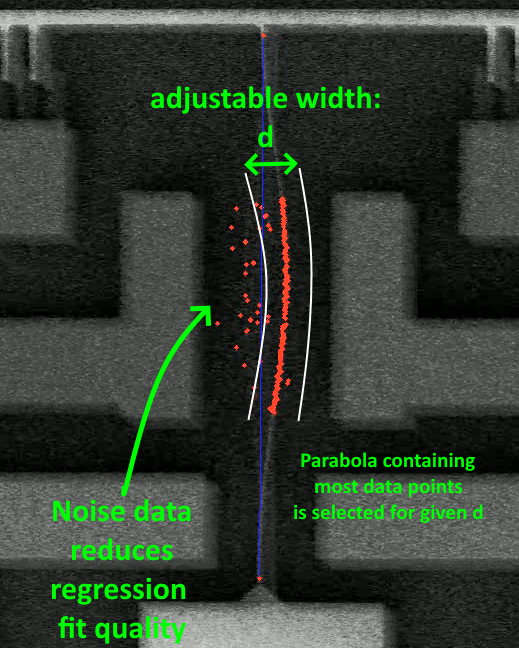 adjustable width:
d
Parabola containing
most data points
is selected for given d
Noise data
reduces
regression
fit quality